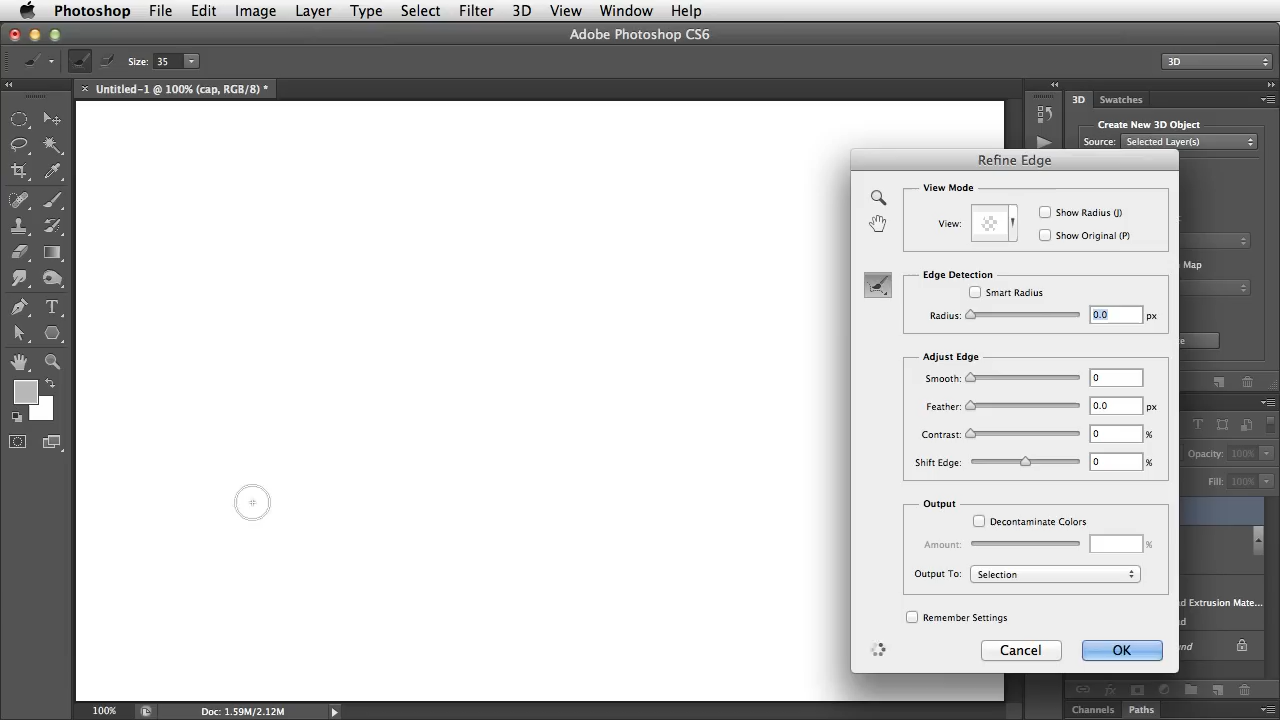 Photoshop File Edit Image Layer Type Select Filter 3D View Window Help
Adobe Photoshop CS6
Size: 35 3D
Untitled-1 @ 100% (cap, RGB/8) * 3D Swatches
Create New 3D Object
Source: Selected Layer(s)
Refine Edge
View Mode
View: Show Radius (J)
Show Original (P)
Map
Edge Detection
Smart Radius
Radius: 0.0 px
Adjust Edge
Smooth: 0
Feather: 0.0 px
Contrast: 0 % Opacity: 100%
Shift Edge: 0 % Fill: 100%
Output
Decontaminate Colors
Amount: %
Output To: Selection
nd Extrusion Mate...
Remember Settings
Cancel OK
100% Doc: 1.59M/2.12M Channels Paths